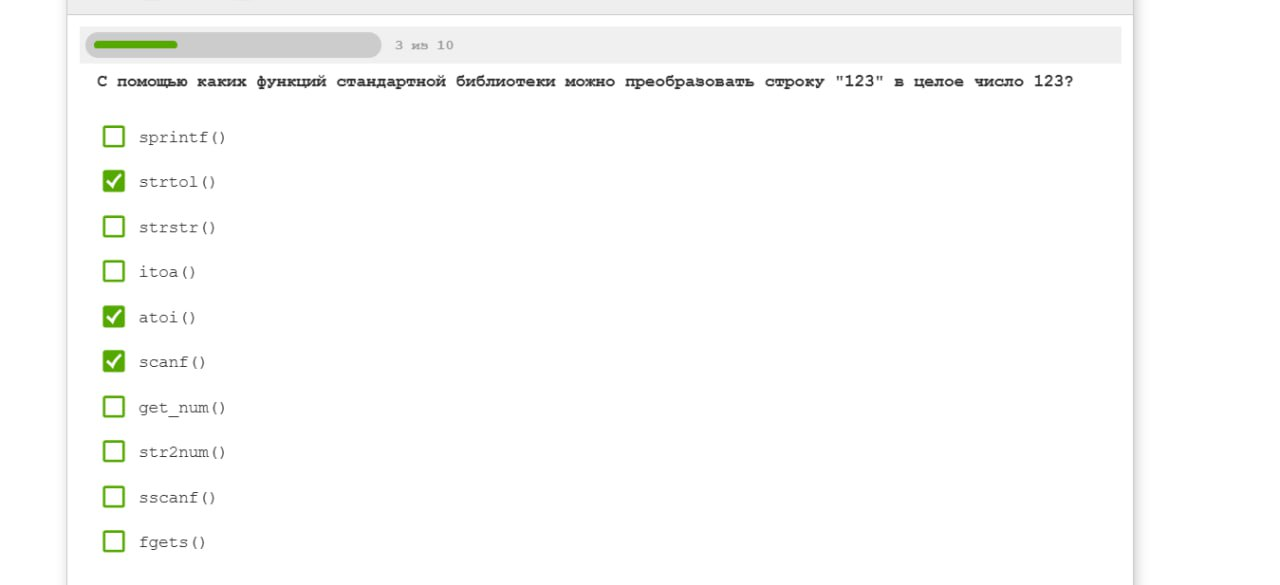 3 из 10
С помощью каких функций стандартной библиотеки можно преобразовать строку "123" в целое число 123?
sprintf()
strtol()
strstr()
itoa()
atoi()
scanf()
get_num()
str2num()
sscanf()
fgets()